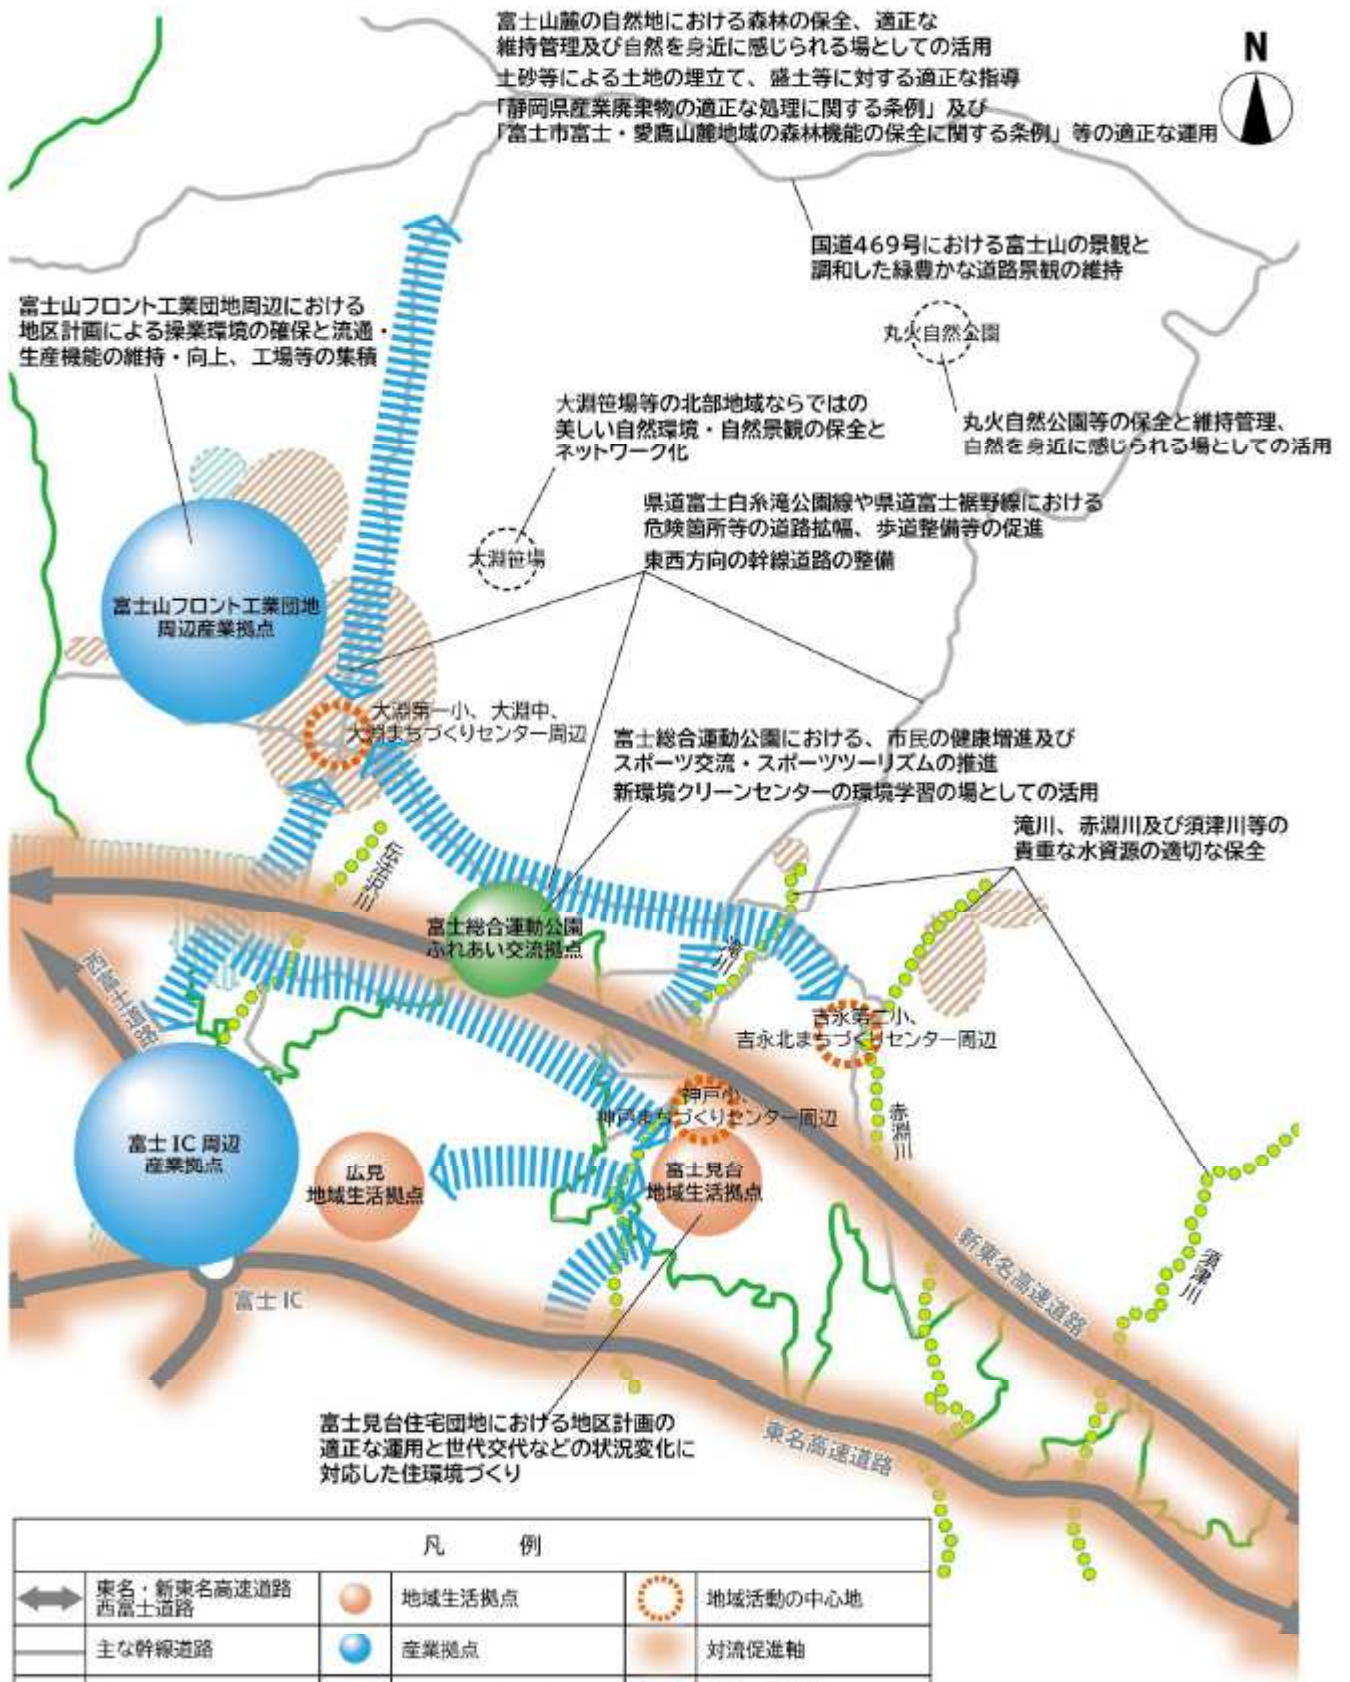 富士山麓の自然地における森林の保全、適正な
維持管理及び自然を身近に感じられる場としての活用
土砂等による土地の埋立て、盛土等に対する適正な指導
「静岡県産業廃棄物の適正な処理に関する条例」及び
「富士市富士・愛鷹山麓地域の森林機能の保全に関する条例」等の適正な運用
N
国道469号における富士山の景観と
調和した緑豊かな道路景観の維持
富士山フロント工業団地周辺における
地区計画による操業環境の確保と流通・
生産機能の維持・向上、工場等の集積
丸火自然公園
大淵笹場等の北部地域ならではの
美しい自然環境・自然景観の保全と
ネットワーク化
丸火自然公園等の保全と維持管理、
自然を身近に感じられる場としての活用
県道富士白糸滝公園線や県道富士裾野線における
危険箇所等の道路拡幅、歩道整備等の促進
東西方向の幹線道路の整備
大淵笹場
富士山フロント工業団地
周辺産業拠点
大淵第一小、大淵中、
大淵まちづくりセンター周辺
富士総合運動公園における、市民の健康増進及び
スポーツ交流・スポーツツーリズムの推進
新環境クリーンセンターの環境学習の場としての活用
滝川、赤淵川及び須津川等の
貴重な水資源の適切な保全
伝法沢川
富士総合運動公園
ふれあい交流拠点
滝川
西富士道路
吉永第二小、
吉永北まちづくりセンター周辺
神戸小、
神戸まちづくりセンター周辺
赤淵川
富士IC周辺
産業拠点
広見
地域生活拠点
富士見台
地域生活拠点
新東名高速道路
須津川
富士IC
東名高速道路
富士見台住宅団地における地区計画の
適正な運用と世代交代などの状況変化に
対応した住環境づくり
凡 例
東名・新東名高速道路
西富士道路
地域生活拠点
地域活動の中心地
主な幹線道路
産業拠点
対流促進軸